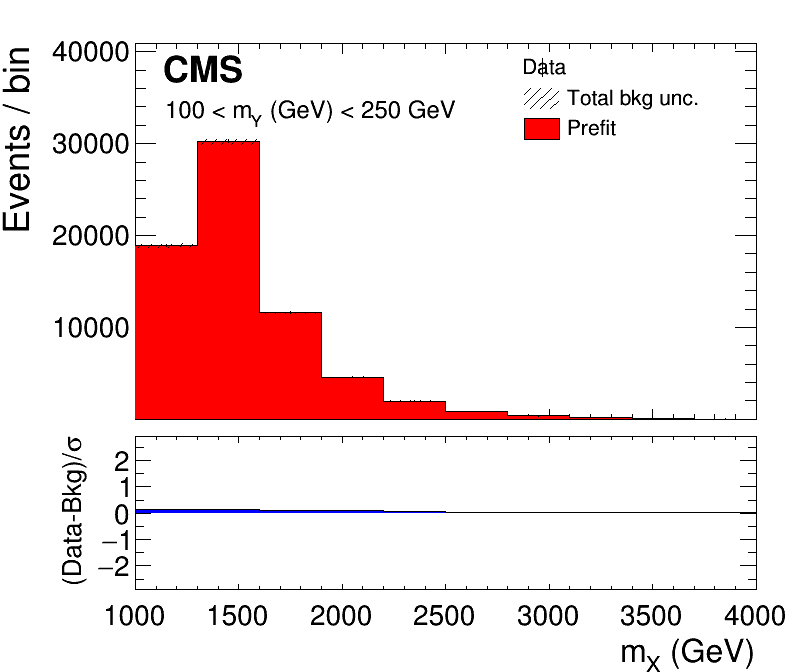 CMS
100 < mY (GeV) < 250 GeV
Data
Total bkg unc.
Prefit
Events / bin
40000
30000
20000
10000
(Data-Bkg)/σ
2
1
0
−1
−2
1000 1500 2000 2500 3000 3500 4000
mX (GeV)